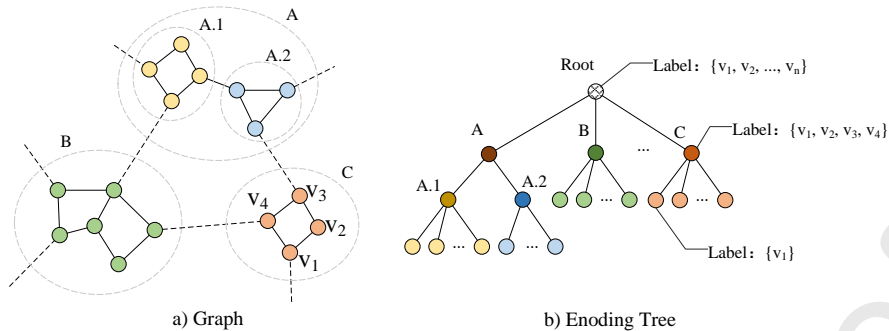 A
A.1
A.2
B
C
V₃
V₄
V₂
V₁
a) Graph
Root
Label：{v₁, v₂, ..., vₙ}
A
B
...
C
Label：{v₁, v₂, v₃, v₄}
A.1
A.2
...
...
...
...
Label：{v₁}
b) Enoding Tree